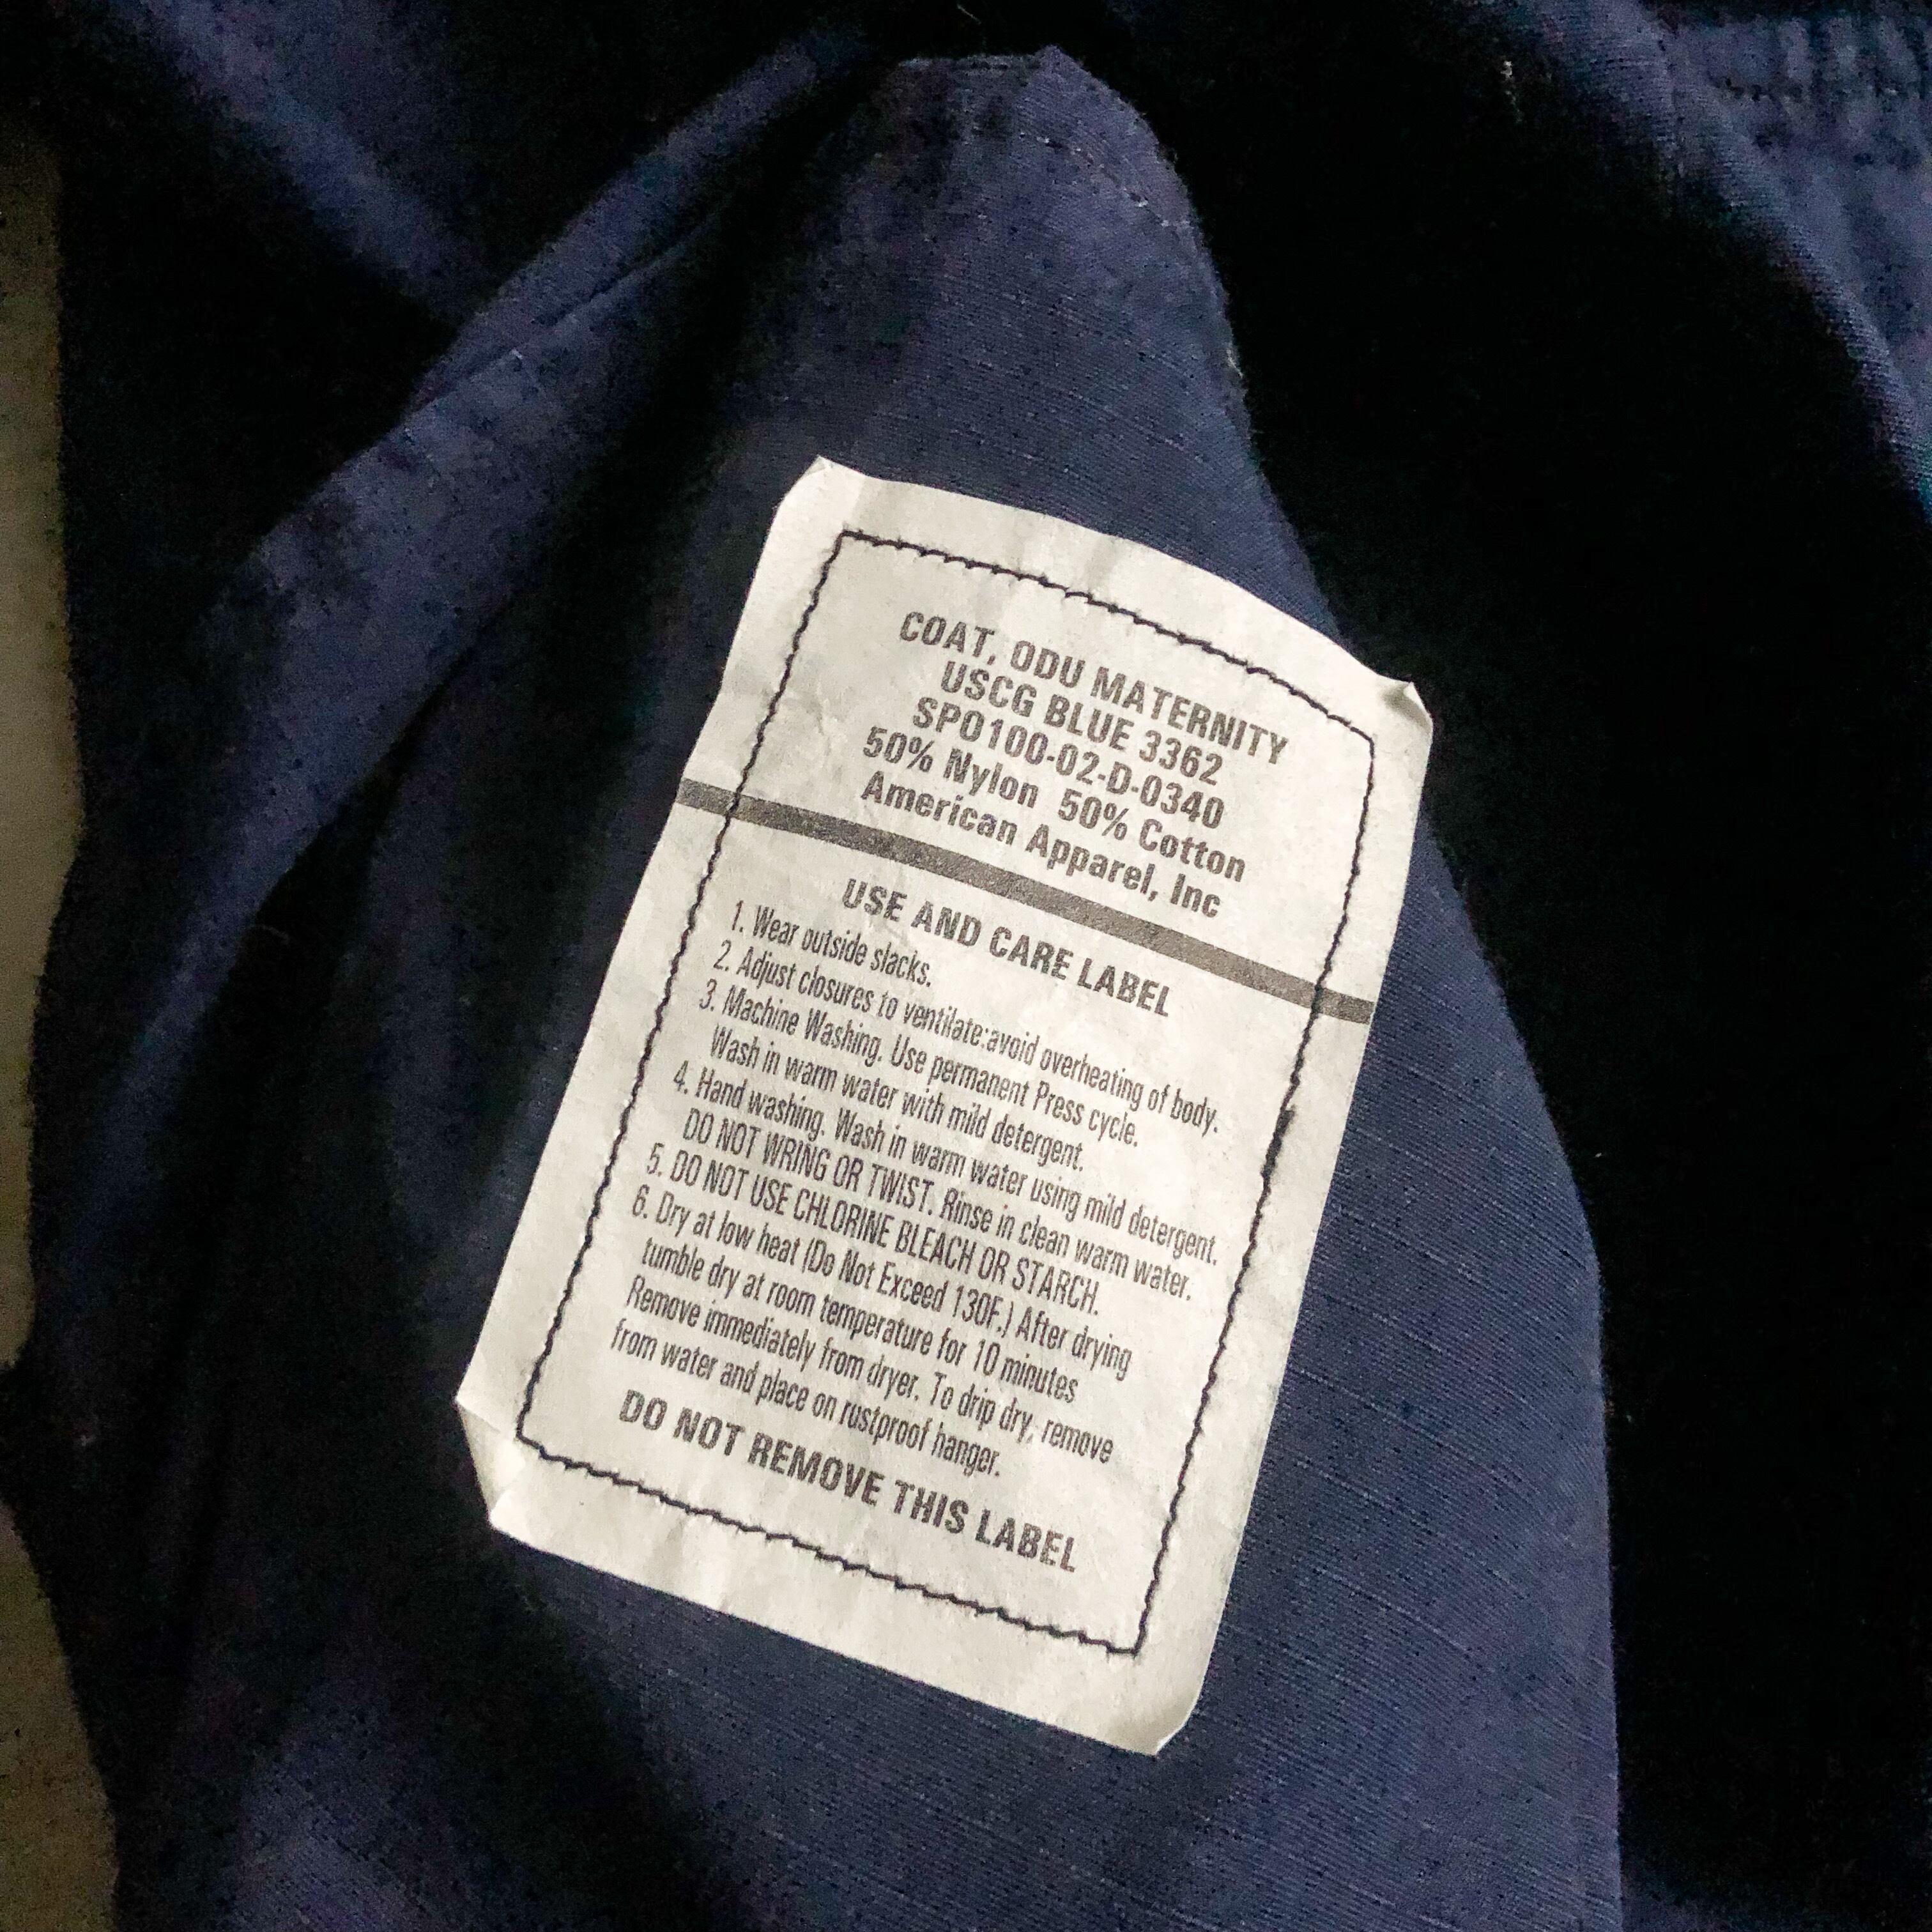 COAT, ODU MATERNITY
USCG BLUE 3362
SPO100-02-D-0340
50% Nylon 50% Cotton
American Apparel, Inc
USE AND CARE LABEL
1. Wear outside slacks.
2. Adjust closures to ventilate:avoid overheating of body.
3. Machine Washing. Use permanent Press cycle.
Wash in warm water with mild detergent.
4. Hand washing. Wash in warm water using mild detergent.
DO NOT WRING OR TWIST. Rinse in clean warm water.
5. DO NOT USE CHLORINE BLEACH OR STARCH.
6. Dry at low heat (Do Not Exceed 130F.) After drying
tumble dry at room temperature for 10 minutes
Remove immediately from dryer. To drip dry, remove
from water and place on rustproof hanger.
DO NOT REMOVE THIS LABEL